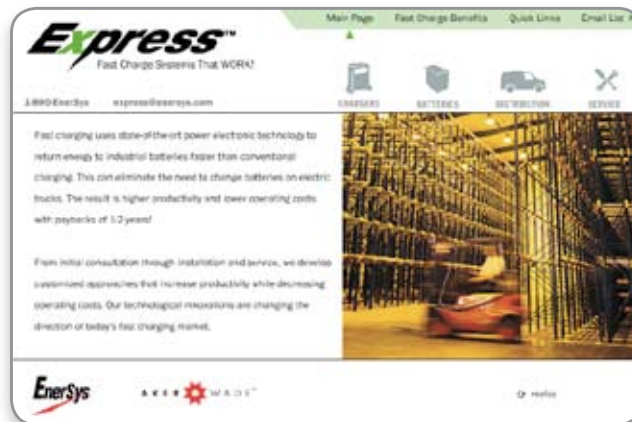 Main Page Fast Charge Benefits Quick Links Email List
Express™
Fast Charge Systems That WORK!
1-800-EnerSys express@enersys.com
CHARGERS BATTERIES DISTRIBUTION SERVICE
Fast charging uses state-of-the-art power electronic technology to
return energy to industrial batteries faster than conventional
charging. This can eliminate the need to change batteries on electric
trucks. The result is higher productivity and lower operating costs
with paybacks of 1-2 years!
From initial consultation through installation and service, we develop
customized approaches that increase productivity while decreasing
operating costs. Our technological innovations are changing the
direction of today's fast charging market.
EnerSys